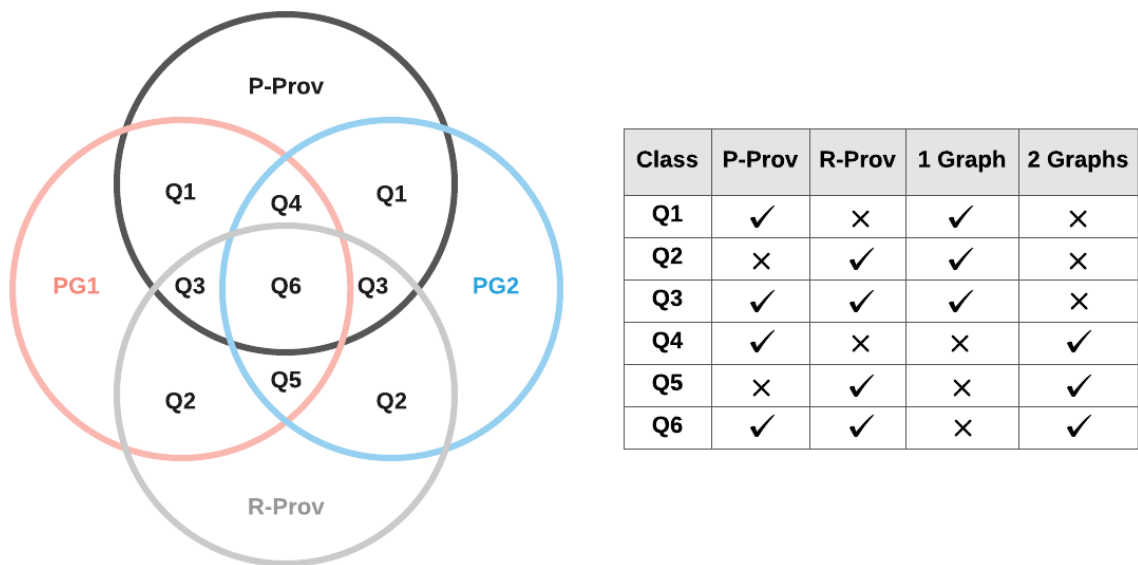 P-Prov
Q1 Q4 Q1
PG1 Q3 Q6 Q3 PG2
Q2 Q5 Q2
R-Prov
Class P-Prov R-Prov 1 Graph 2 Graphs
Q1 ✓ × ✓ ×
Q2 × ✓ ✓ ×
Q3 ✓ ✓ ✓ ×
Q4 ✓ × × ✓
Q5 × ✓ × ✓
Q6 ✓ ✓ × ✓